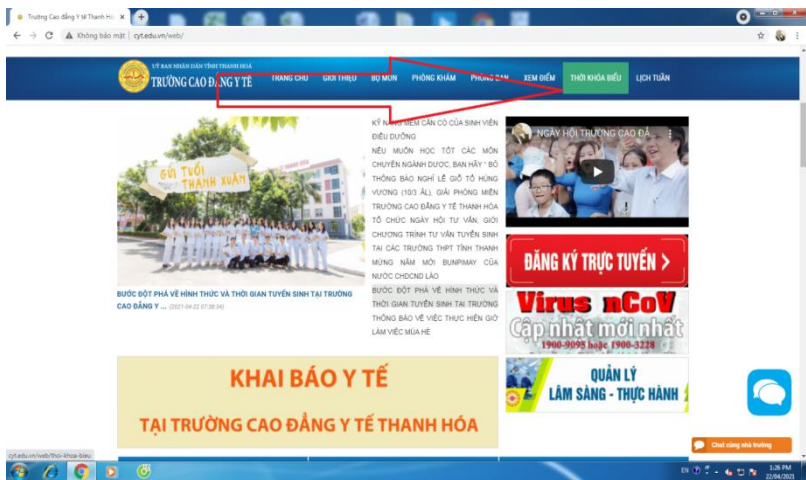 Trường Cao đẳng Y tế Thanh Hó
Không bảo mật | cyt.edu.vn/web/
UỶ BAN NHÂN DÂN TỈNH THANH HOÁ
TRƯỜNG CAO ĐẲNG Y TẾ
TRANG CHỦ GIỚI THIỆU BỘ MÔN PHÒNG KHÁM PHÒNG BAN XEM ĐIỂM THỜI KHÓA BIỂU LỊCH TUẦN
GỬI TUỔI
THANH XUÂN
BƯỚC ĐỘT PHÁ VỀ HÌNH THỨC VÀ THỜI GIAN TUYỂN SINH TẠI TRƯỜNG
CAO ĐẲNG Y ... (2021-04-22 07:38:34)
KỸ NĂNG MỀM CẦN CÓ CỦA SINH VIÊN
ĐIỀU DƯỠNG
NẾU MUỐN HỌC TỐT CÁC MÔN
CHUYÊN NGÀNH DƯỢC, BẠN HÃY " BỎ
THÔNG BÁO NGHỈ LỄ GIỖ TỔ HÙNG
VƯƠNG (10/3 ÂL), GIẢI PHÓNG MIỀN
TRƯỜNG CAO ĐẲNG Y TẾ THANH HÓA
TỔ CHỨC NGÀY HỘI TƯ VẤN, GIỚI
CHƯƠNG TRÌNH TƯ VẤN TUYỂN SINH
TẠI CÁC TRƯỜNG THPT TỈNH THANH
MỪNG NĂM MỚI BUNPIMAY CỦA
NƯỚC CHDCND LÀO
BƯỚC ĐỘT PHÁ VỀ HÌNH THỨC VÀ
THỜI GIAN TUYỂN SINH TẠI TRƯỜNG
THÔNG BÁO VỀ VIỆC THỰC HIỆN GIỜ
LÀM VIỆC MÙA HÈ
NGÀY HỘI TRƯỜNG CAO ĐẲ...
ĐĂNG KÝ TRỰC TUYẾN >
Virus nCoV
Cập nhật mới nhất
1900-9095 hoặc 1900-3228
QUẢN LÝ
LÂM SÀNG - THỰC HÀNH
KHAI BÁO Y TẾ
TẠI TRƯỜNG CAO ĐẲNG Y TẾ THANH HÓA
Chat cùng nhà trường
cyt.edu.vn/web/thoi-khoa-bieu
EN
1:26 PM
22/04/2021